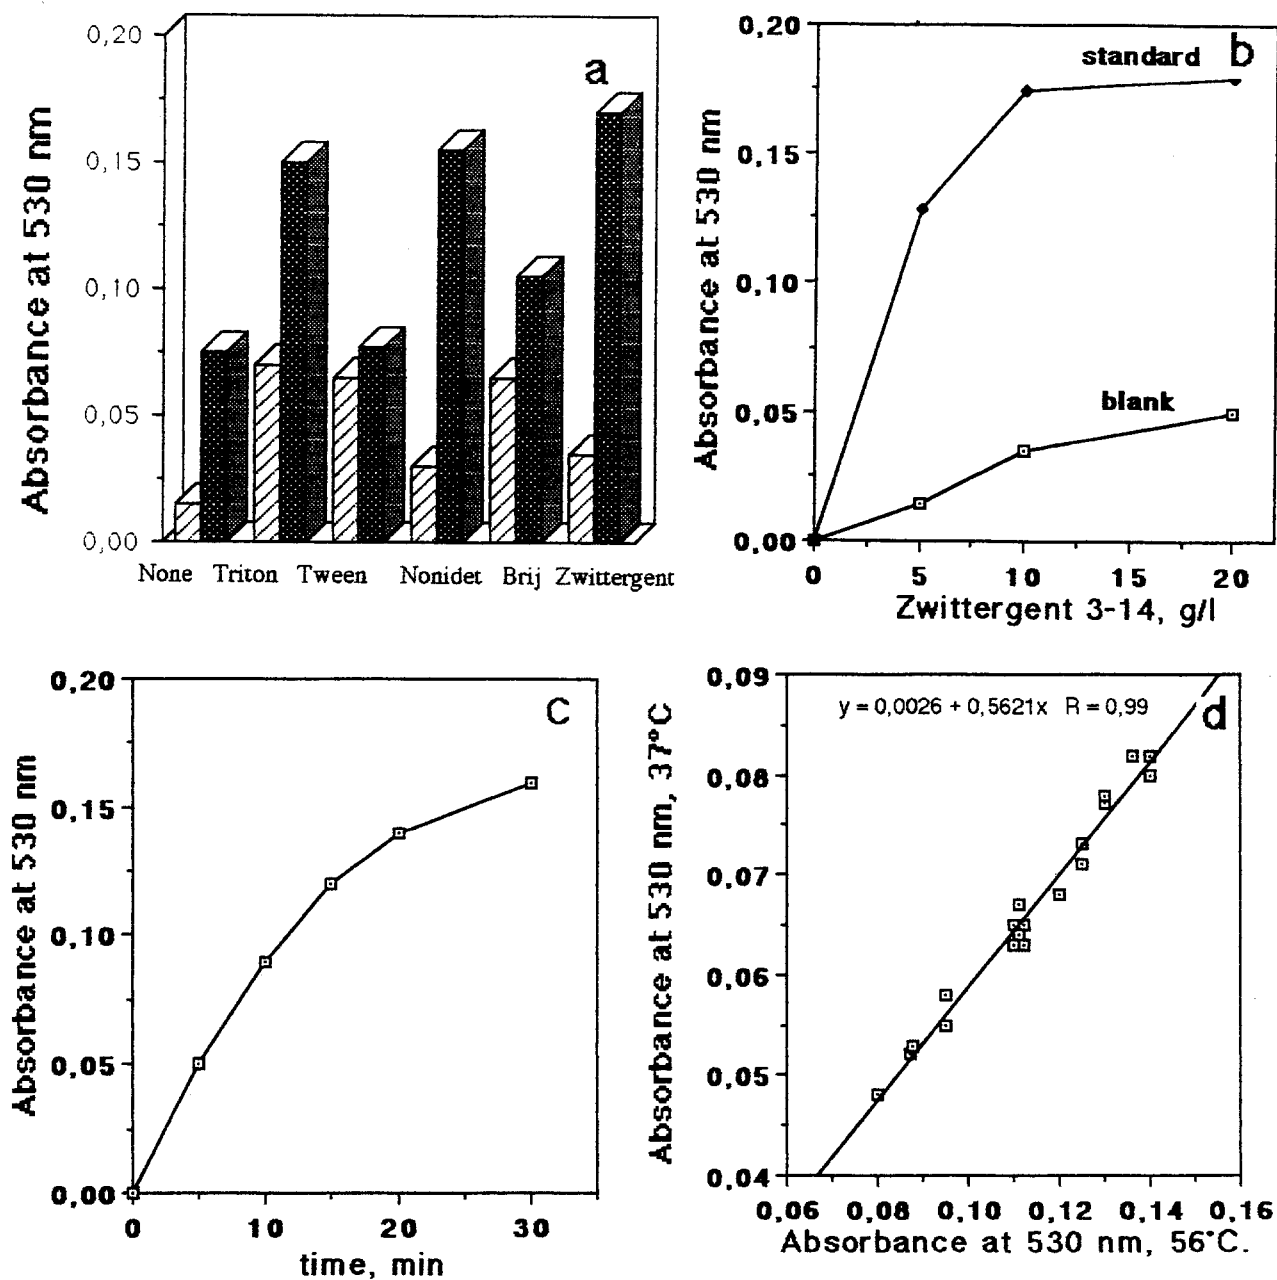 a
Absorbance at 530 nm
0,20
0,15
0,10
0,05
0,00
None Triton Tween Nonidet Brij Zwittergent
b
standard
blank
Absorbance at 530 nm
0,20
0,15
0,10
0,05
0,00
0 5 10 15 20
Zwittergent 3-14, g/l
c
Absorbance at 530 nm
0,20
0,15
0,10
0,05
0,00
0 10 20 30
time, min
d
y = 0,0026 + 0,5621x R = 0,99
Absorbance at 530 nm, 37°C
0,09
0,08
0,07
0,06
0,05
0,04
0,06 0,08 0,10 0,12 0,14 0,16
Absorbance at 530 nm, 56°C.